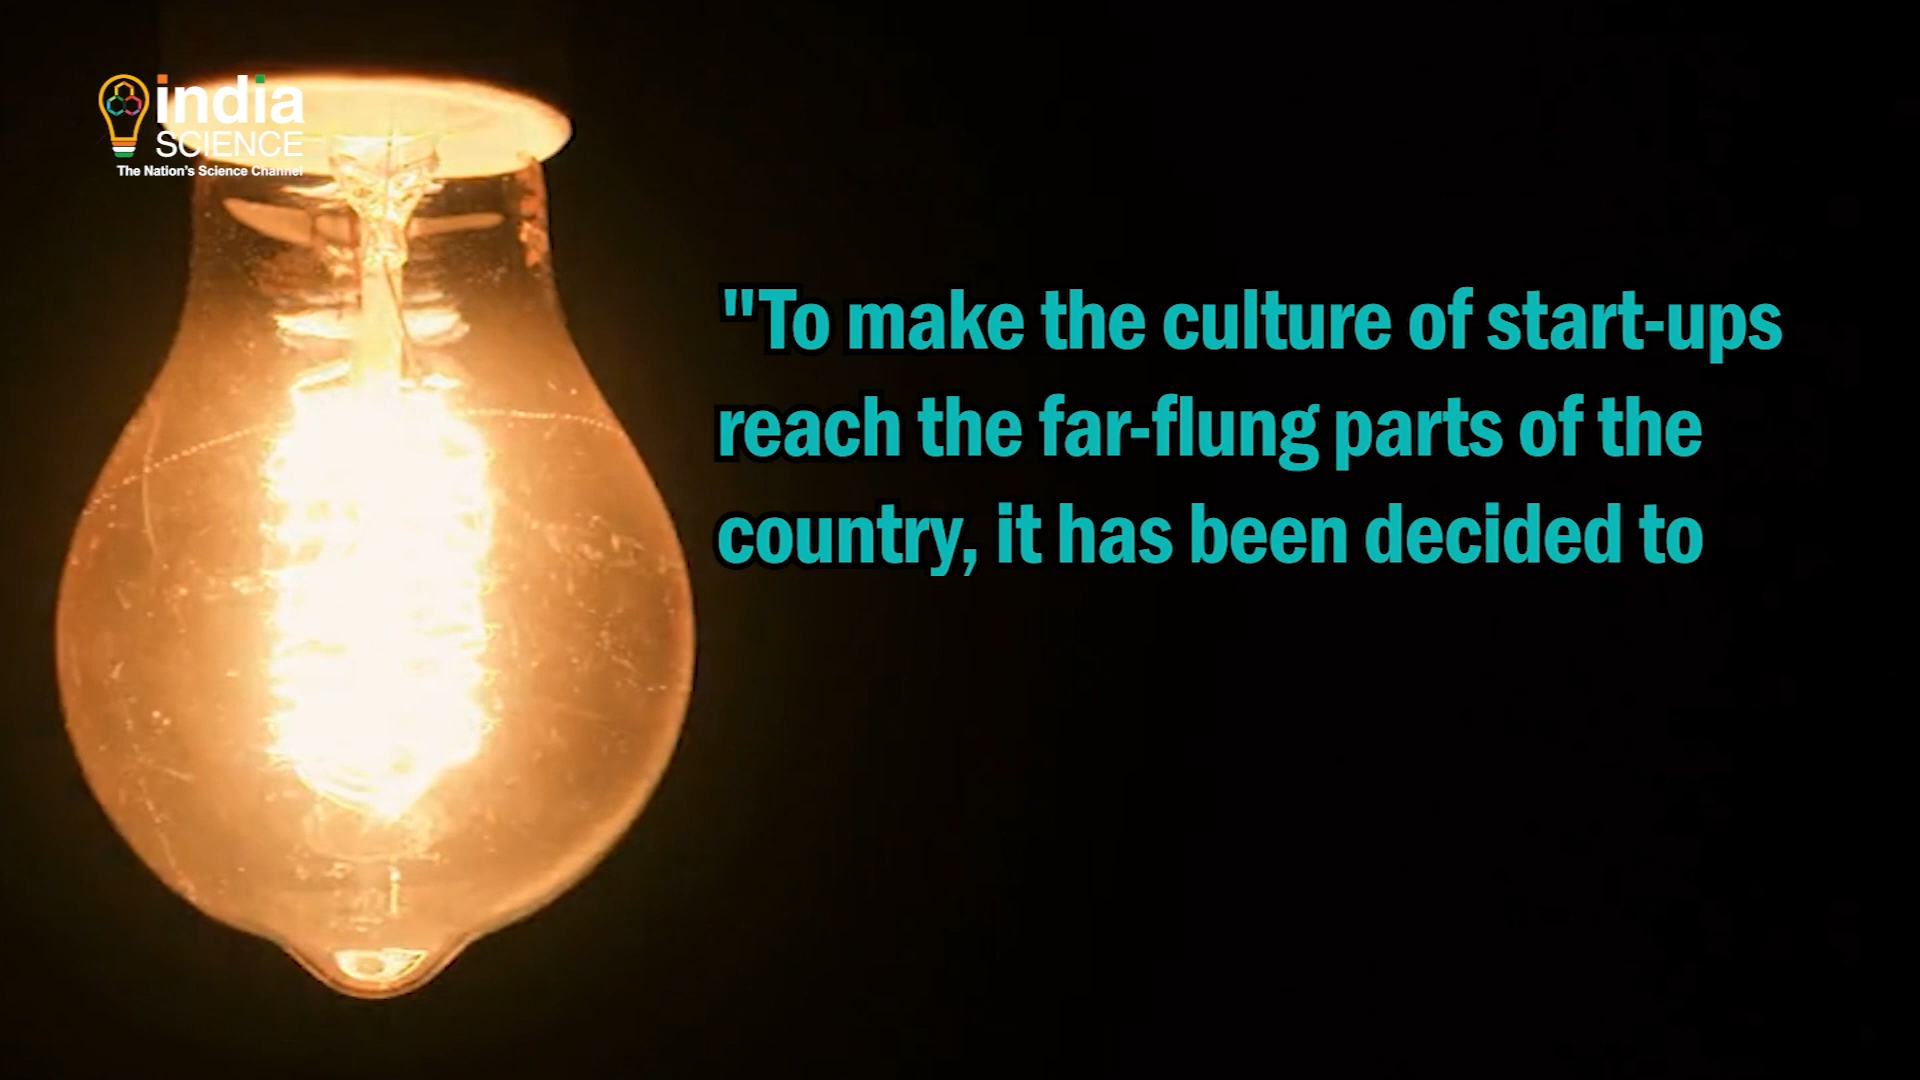 india
SCIENCE
The Nation's Science Channel
"To make the culture of start-ups
reach the far-flung parts of the
country, it has been decided to